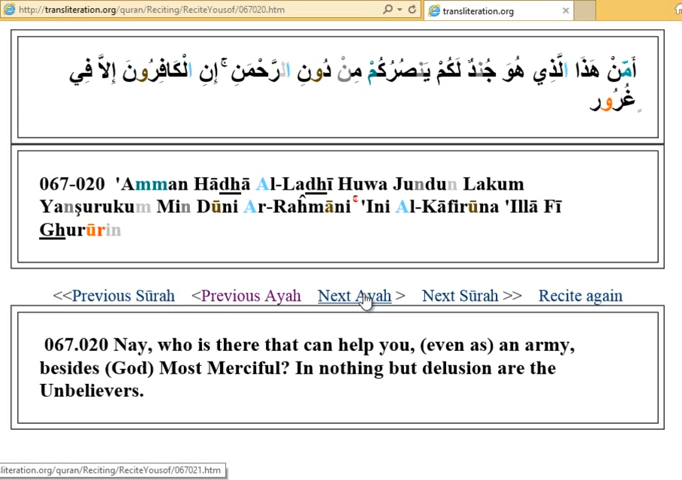 http://transliteration.org/quran/Reciting/ReciteYousof/067020.htm
transliteration.org
أَمَّنْ هَذَا الَّذِي هُوَ جُندٌ لَكُمْ يَنصُرُكُمْ مِنْ دُونِ الرَّحْمَنِ ۚ إِنِ الْكَافِرُونَ إِلاَّ فِي
غُرُورٍ
067-020 'Amman Hādhā Al-Ladhī Huwa Jundun Lakum
Yanşurukum Min Dūni Ar-Raĥmāni ۚ 'Ini Al-Kāfirūna 'Illā Fī
Ghurūrin
<<Previous Sūrah <Previous Ayah Next Ayah > Next Sūrah >> Recite again
067.020 Nay, who is there that can help you, (even as) an army,
besides (God) Most Merciful? In nothing but delusion are the
Unbelievers.
sliteration.org/quran/Reciting/ReciteYousof/067021.htm